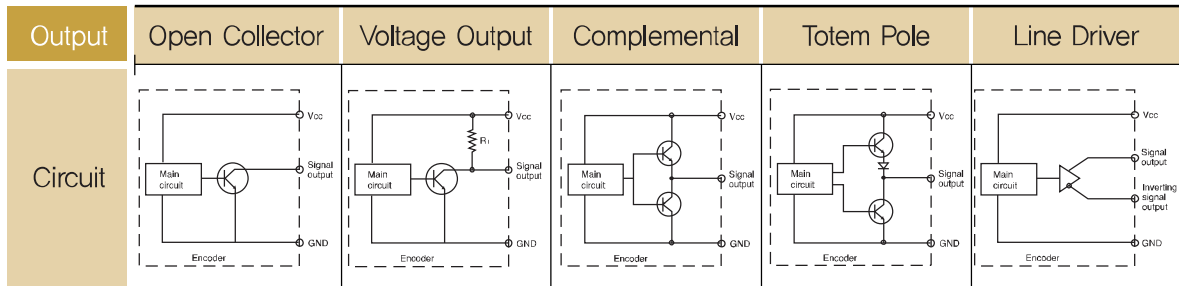 Output
Open Collector
Voltage Output
Complemental
Totem Pole
Line Driver
Circuit
Vcc
Main
circuit
Signal
output
GND
Encoder
Vcc
R1
Main
circuit
Signal
output
GND
Encoder
Vcc
Main
circuit
Signal
output
GND
Encoder
Vcc
Main
circuit
Signal
output
GND
Encoder
Vcc
Signal
output
Main
circuit
Inverting
signal
output
GND
Encoder